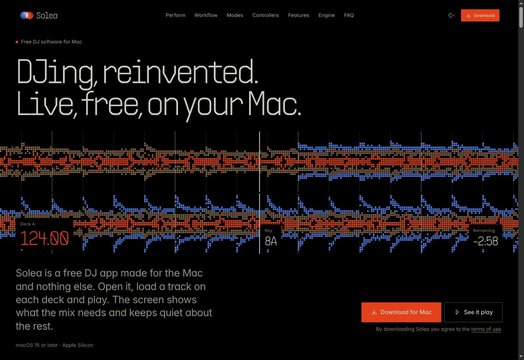 Salea
Perform Workflow Modes Controllers Features Engine FAQ
Download
Free DJ software for Mac
DJing, reinvented.
Live, free, on your Mac.
Deck A
124.00
Key
8A
Remaining
-2:58
Solea is a free DJ app made for the Mac
and nothing else. Open it, load a track on
each deck and play. The screen shows
what the mix needs and keeps quiet about
the rest.
Download for Mac
See it play
By downloading Solea you agree to the terms of use.
macOS 15 or later · Apple Silicon